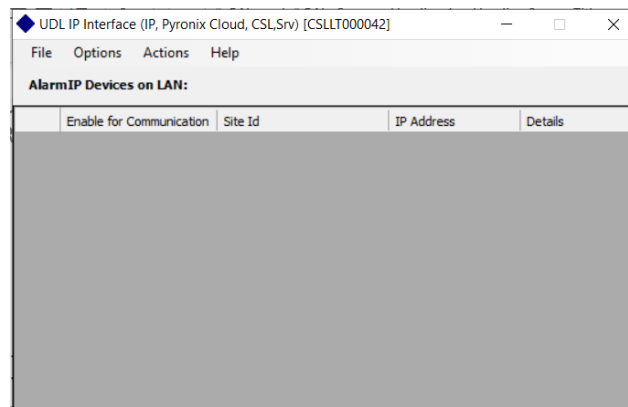 UDL IP Interface (IP, Pyronix Cloud, CSL,Srv) [CSLLT000042]
File Options Actions Help
AlarmIP Devices on LAN:
Enable for Communication Site Id IP Address Details